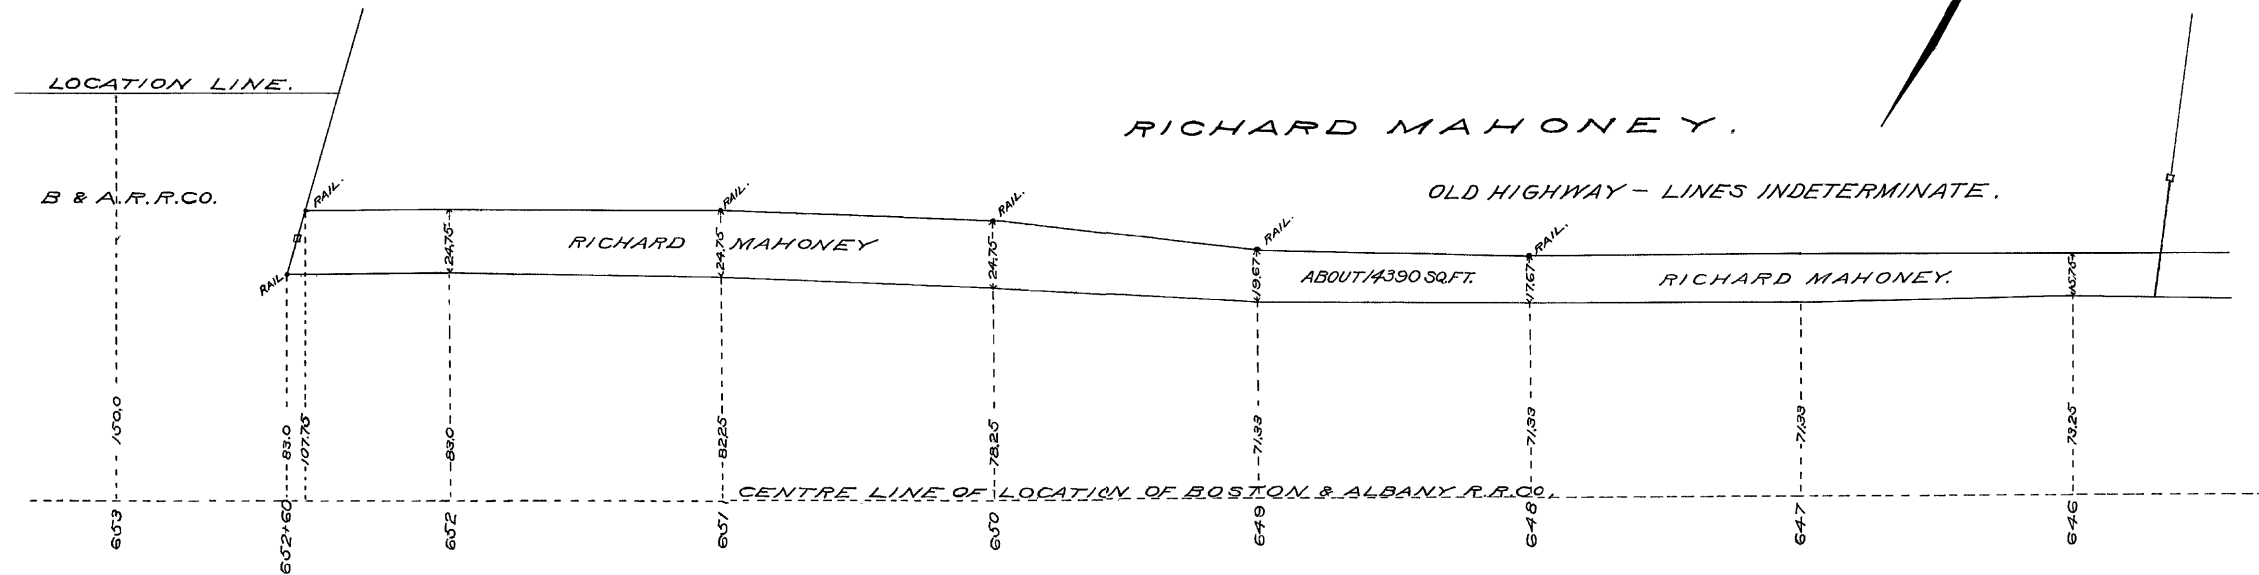 LOCATION LINE.
RICHARD MAHONEY.
B & A.R.R.CO.
OLD HIGHWAY - LINES INDETERMINATE.
RAIL.
RAIL.
RAIL.
RAIL.
RAIL.
RAIL
RICHARD MAHONEY
ABOUT 14390 SQ.FT.
RICHARD MAHONEY.
24.75
24.75
24.75
19.67
17.67
15.75
150.0
83.0
107.75
83.0
82.25
78.25
71.33
71.33
71.33
73.25
CENTRE LINE OF LOCATION OF BOSTON & ALBANY R.R.CO.
653
652+60
652
651
650
649
648
647
646